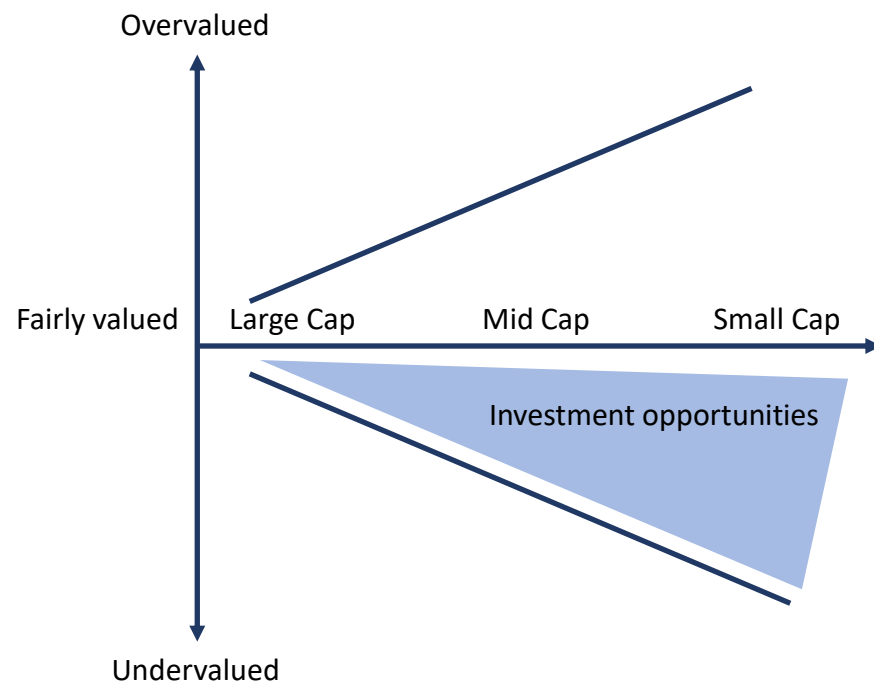 Overvalued
Fairly valued
Large Cap
Mid Cap
Small Cap
Investment opportunities
Undervalued